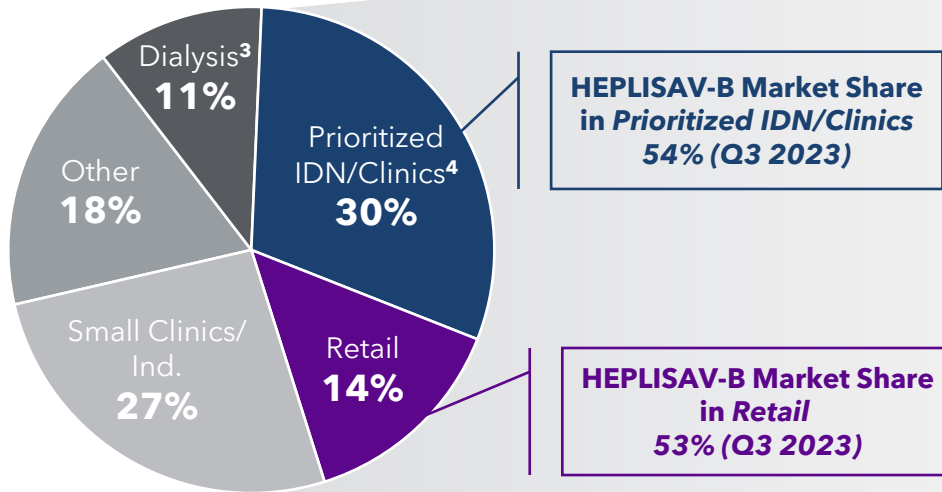 Dialysis³
11%
Prioritized
IDN/Clinics⁴
30%
HEPLISAV-B Market Share
in Prioritized IDN/Clinics
54% (Q3 2023)
Other
18%
Small Clinics/
Ind.
27%
Retail
14%
HEPLISAV-B Market Share
in Retail
53% (Q3 2023)